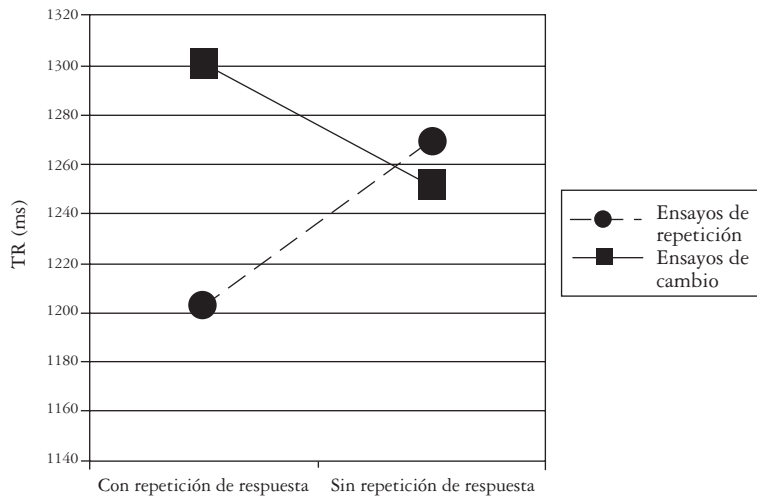 1320
1300
1280
1260
1240
1220
1200
1180
1160
1140
TR (ms)
Con repetición de respuesta
Sin repetición de respuesta
Ensayos de
repetición
Ensayos de
cambio